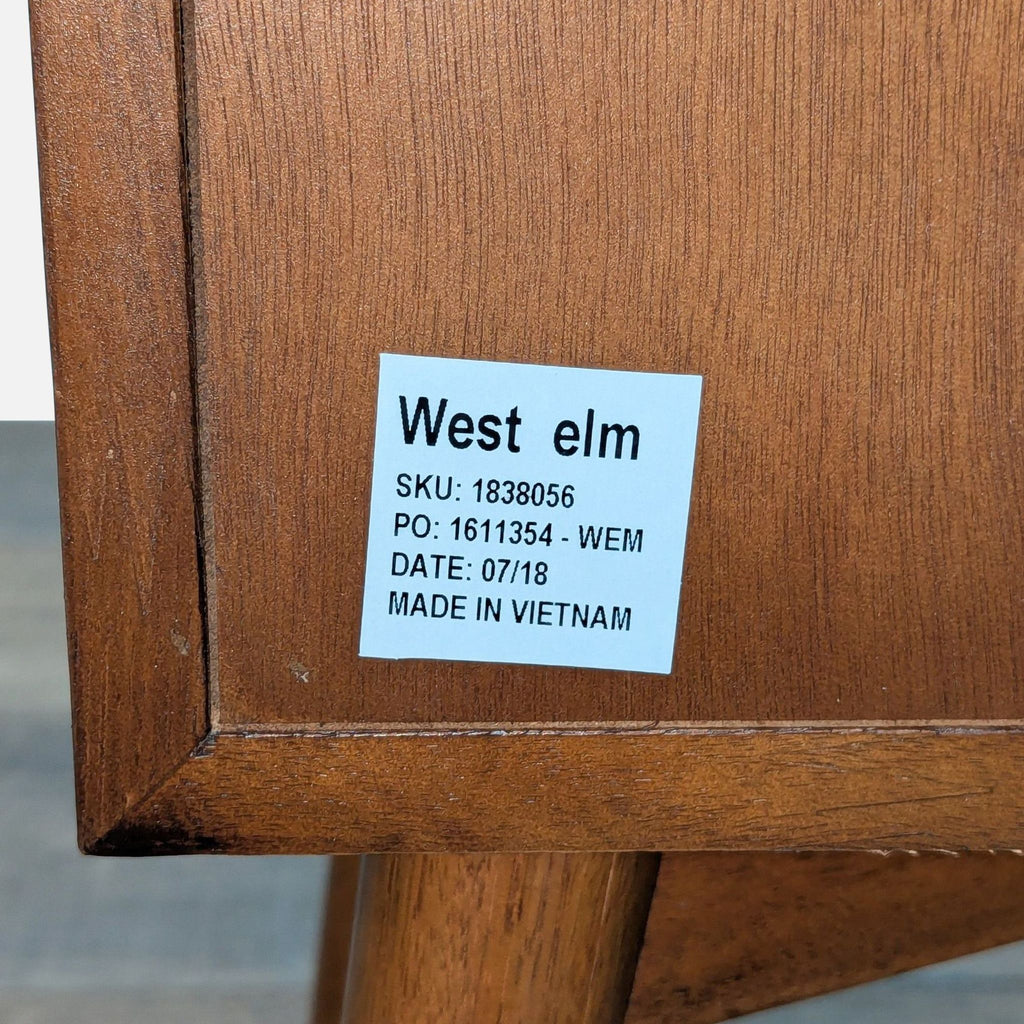 West elm
SKU: 1838056
PO: 1611354 - WEM
DATE: 07/18
MADE IN VIETNAM